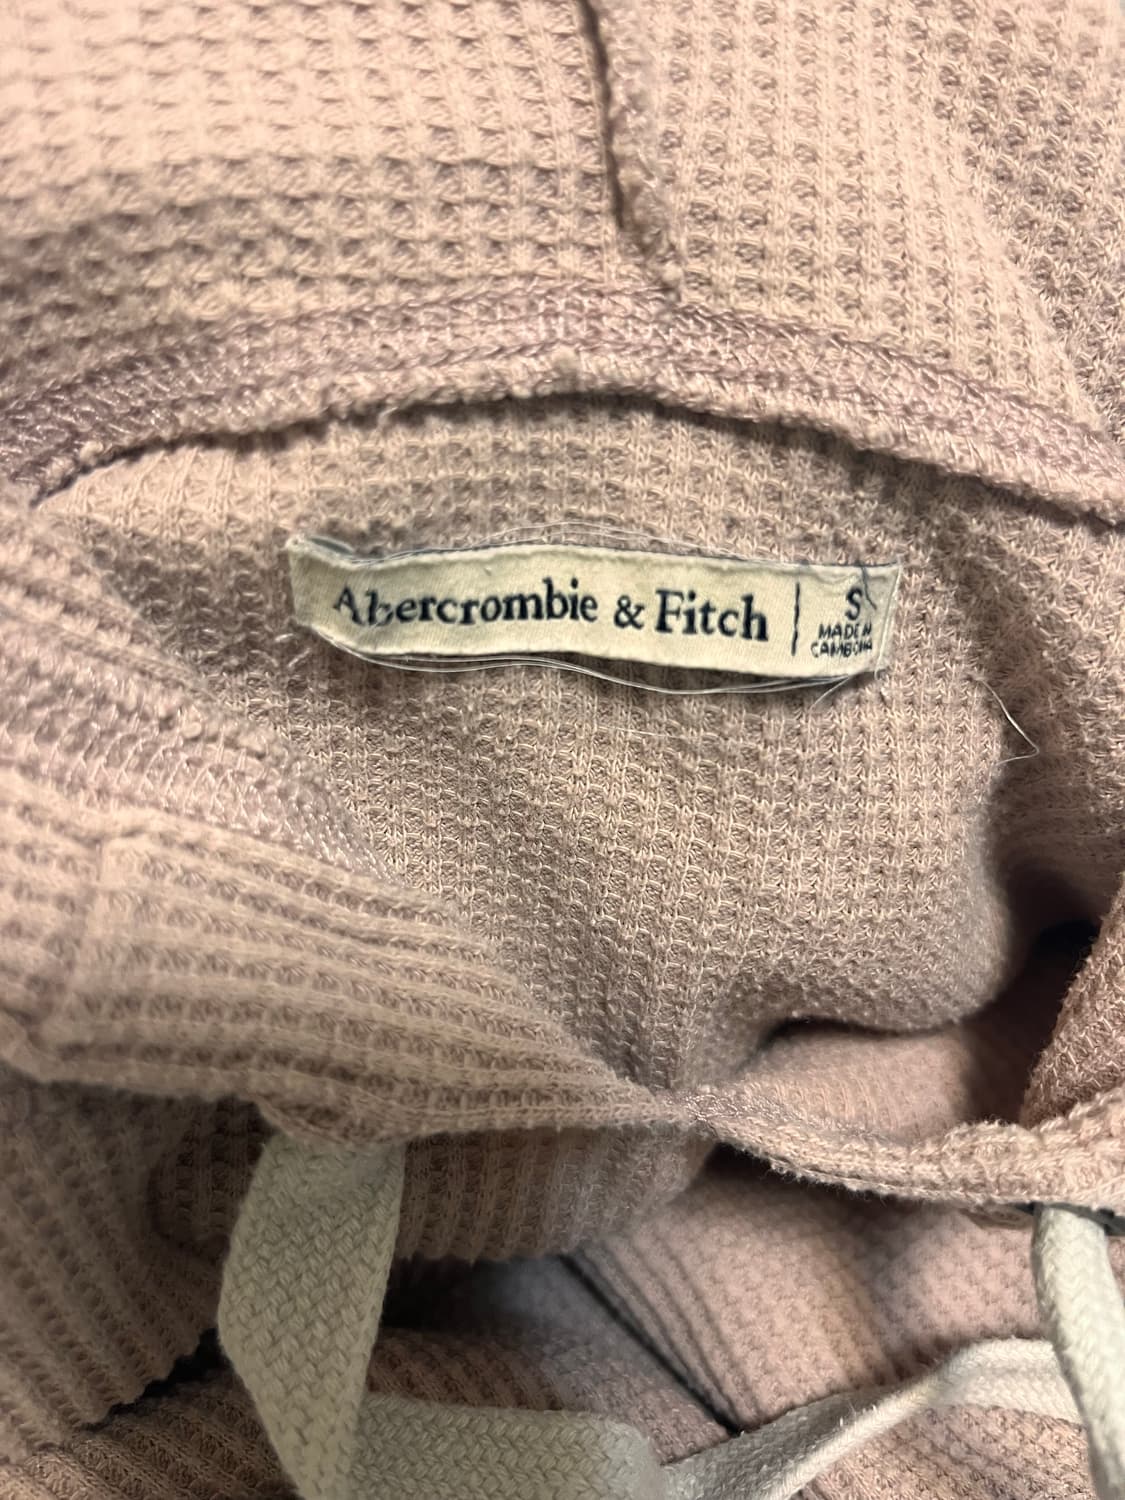 Abercrombie & Fitch | S
MADE IN
CAMBODIA